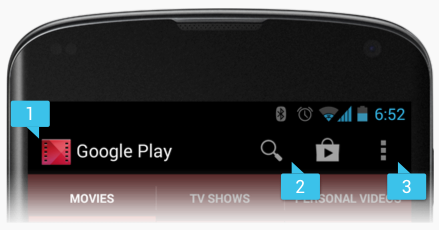 6:52
1
Google Play
2
3
MOVIES
TV SHOWS
PERSONAL VIDEOS